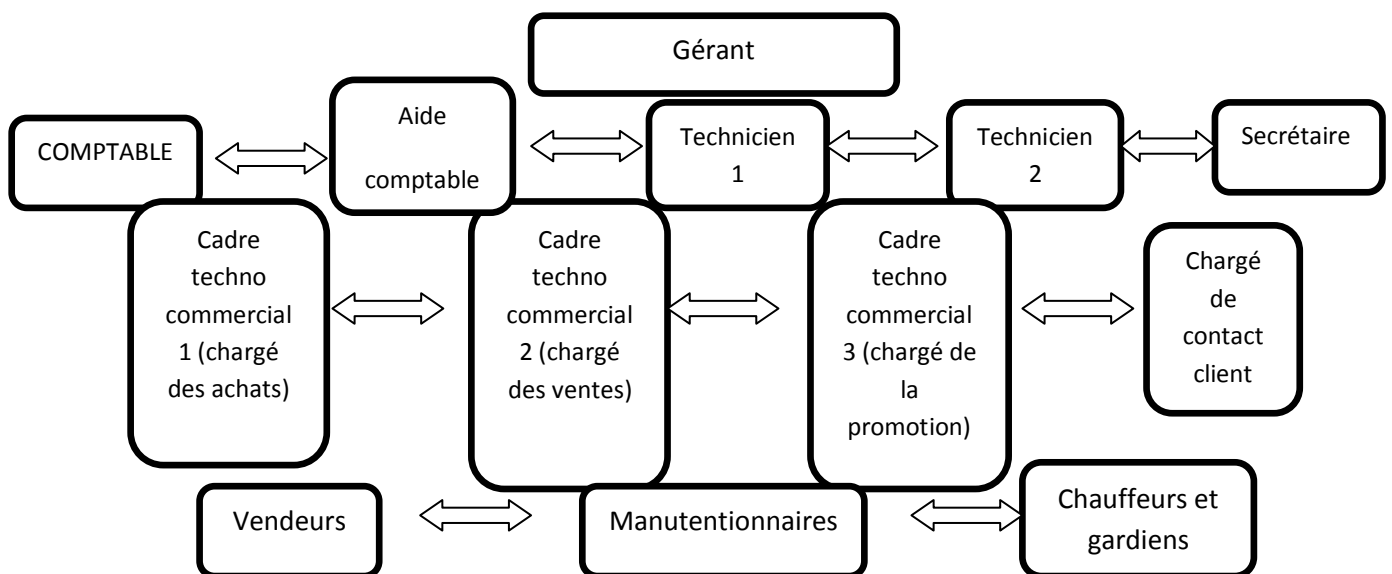 Gérant
COMPTABLE
Aide
comptable
Technicien
1
Technicien
2
Secrétaire
Cadre
techno
commercial
1 (chargé
des achats)
Cadre
techno
commercial
2 (chargé
des ventes)
Cadre
techno
commercial
3 (chargé de
la
promotion)
Chargé
de
contact
client
Vendeurs
Manutentionnaires
Chauffeurs et
gardiens